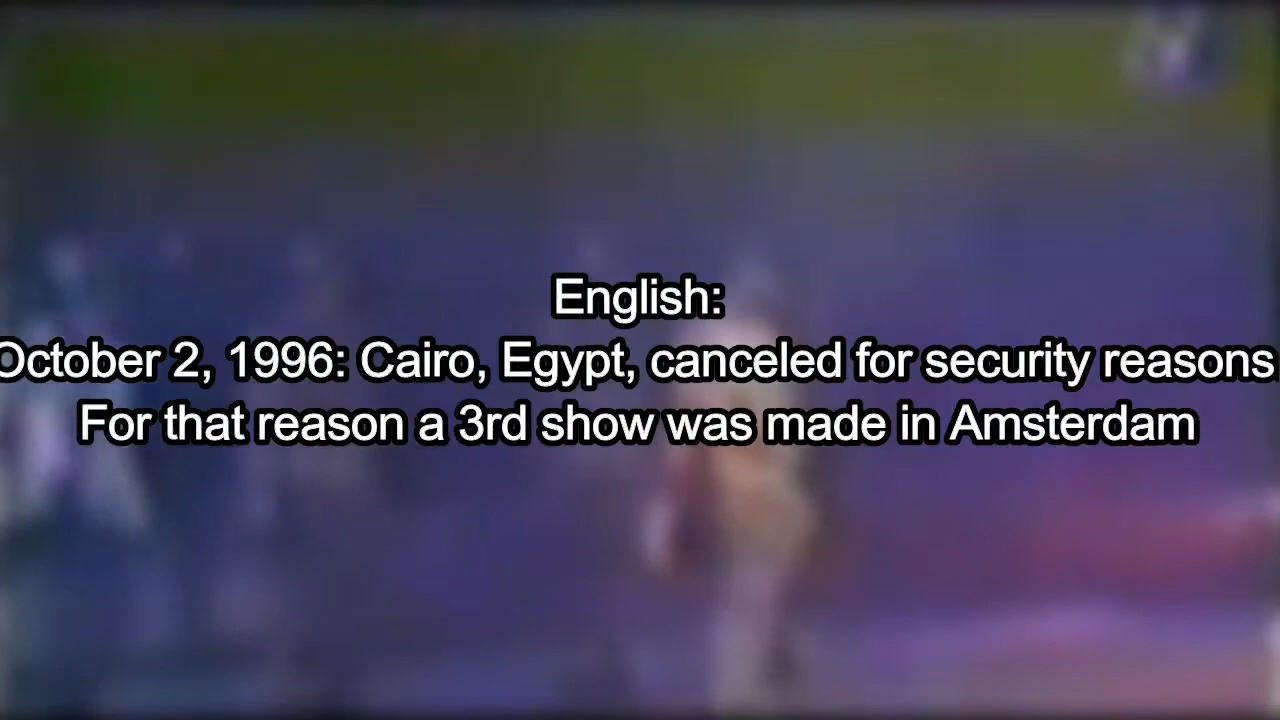 English:
October 2, 1996: Cairo, Egypt, canceled for security reasons
For that reason a 3rd show was made in Amsterdam